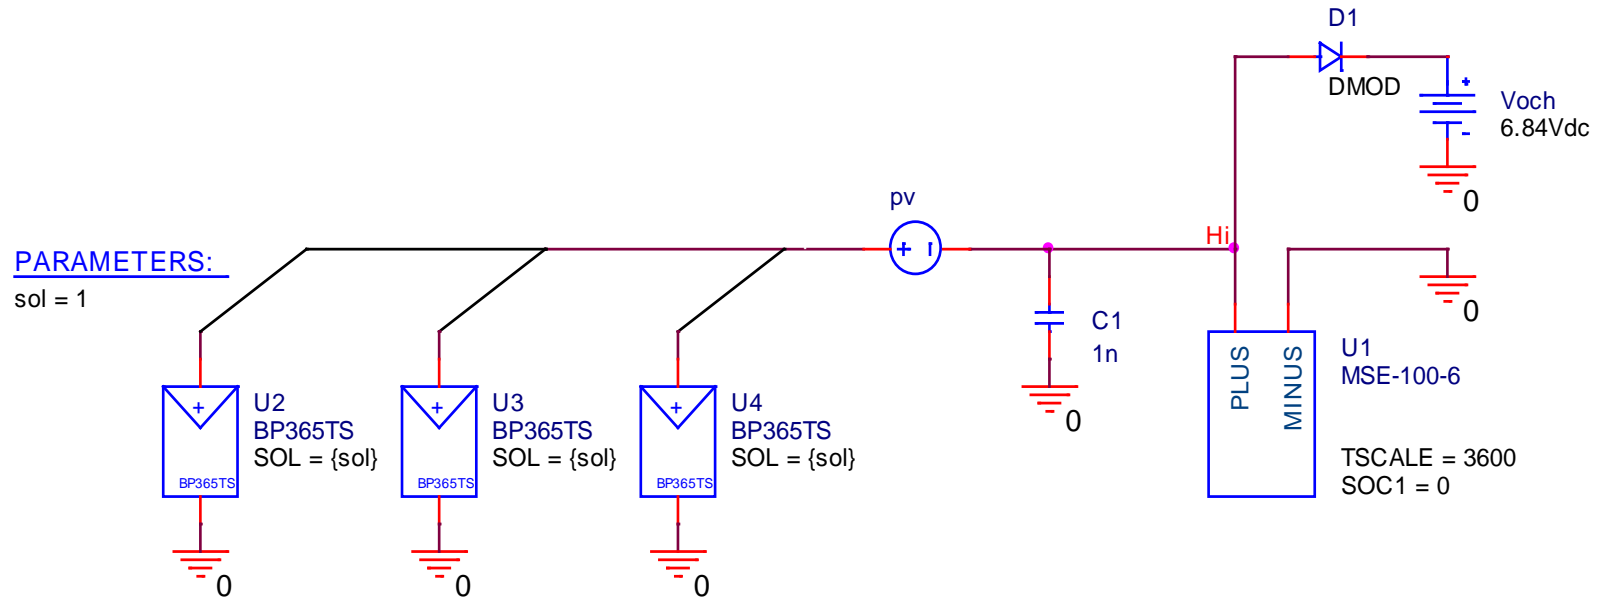 D1
DMOD
+
-
Voch
6.84Vdc
0
pv
+ -
Hi
PARAMETERS:
sol = 1
0
C1
1n
0
PLUS
MINUS
U1
MSE-100-6
TSCALE = 3600
SOC1 = 0
+
U2
BP365TS
SOL = {sol}
BP365TS
0
+
U3
BP365TS
SOL = {sol}
BP365TS
0
+
U4
BP365TS
SOL = {sol}
BP365TS
0